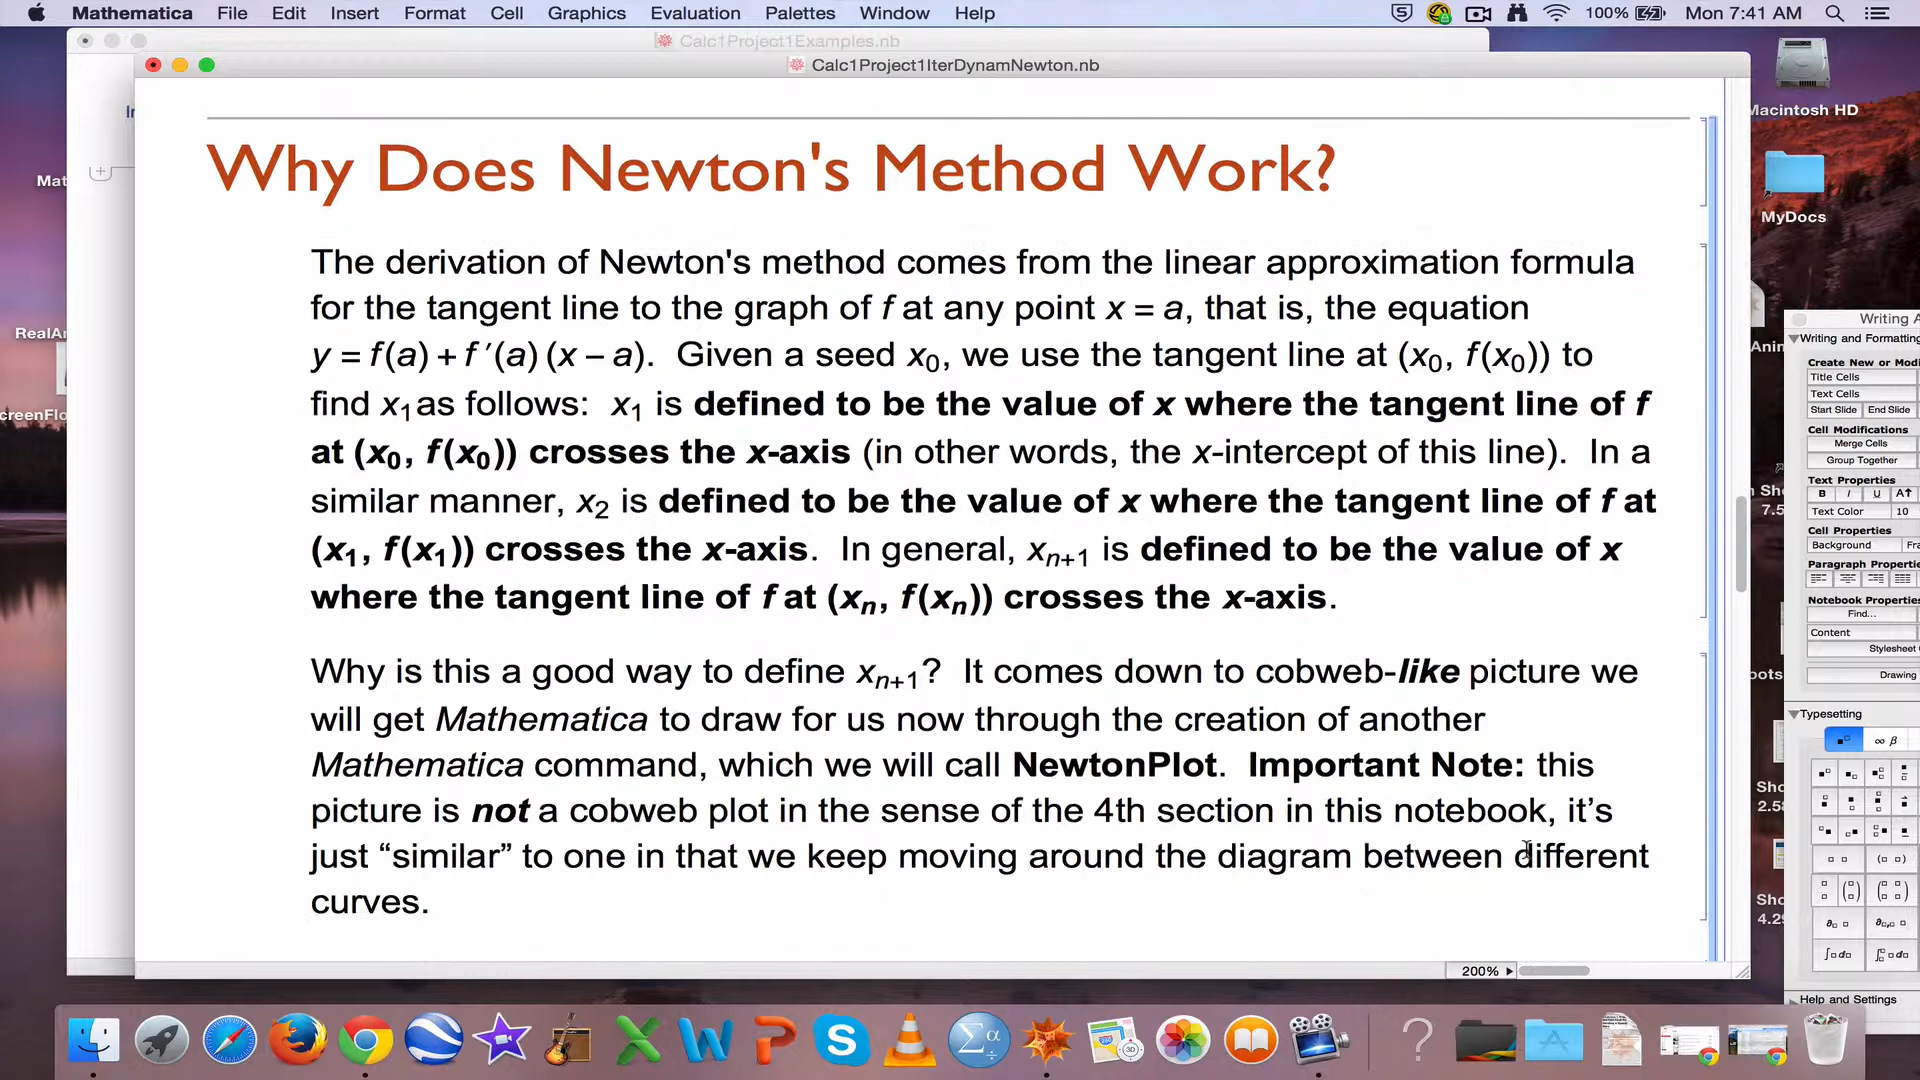 Mathematica File Edit Insert Format Cell Graphics Evaluation Palettes Window Help 100% Mon 7:41 AM
Calc1Project1Examples.nb
Calc1Project1IterDynamNewton.nb
Macintosh HD
MyDocs
Why Does Newton's Method Work?
The derivation of Newton's method comes from the linear approximation formula
for the tangent line to the graph of f at any point x = a, that is, the equation
y = f(a) + f ′(a) (x – a). Given a seed x₀, we use the tangent line at (x₀, f(x₀)) to
find x₁ as follows: x₁ is defined to be the value of x where the tangent line of f
at (x₀, f(x₀)) crosses the x-axis (in other words, the x-intercept of this line). In a
similar manner, x₂ is defined to be the value of x where the tangent line of f at
(x₁, f(x₁)) crosses the x-axis. In general, xₙ₊₁ is defined to be the value of x
where the tangent line of f at (xₙ, f(xₙ)) crosses the x-axis.
Why is this a good way to define xₙ₊₁? It comes down to cobweb-like picture we
will get Mathematica to draw for us now through the creation of another
Mathematica command, which we will call NewtonPlot. Important Note: this
picture is not a cobweb plot in the sense of the 4th section in this notebook, it's
just “similar” to one in that we keep moving around the diagram between different
curves.
200%
Writing A
Writing and Formatting
Create New or Modi
Title Cells
Text Cells
Start Slide End Slide
Cell Modifications
Merge Cells
Group Together
Text Properties
B I U A
Text Color 10
Cell Properties
Background Fra
Paragraph Propertie
Notebook Properties
Find...
Content
Stylesheet
Drawing
Typesetting
∞ β
Help and Settings